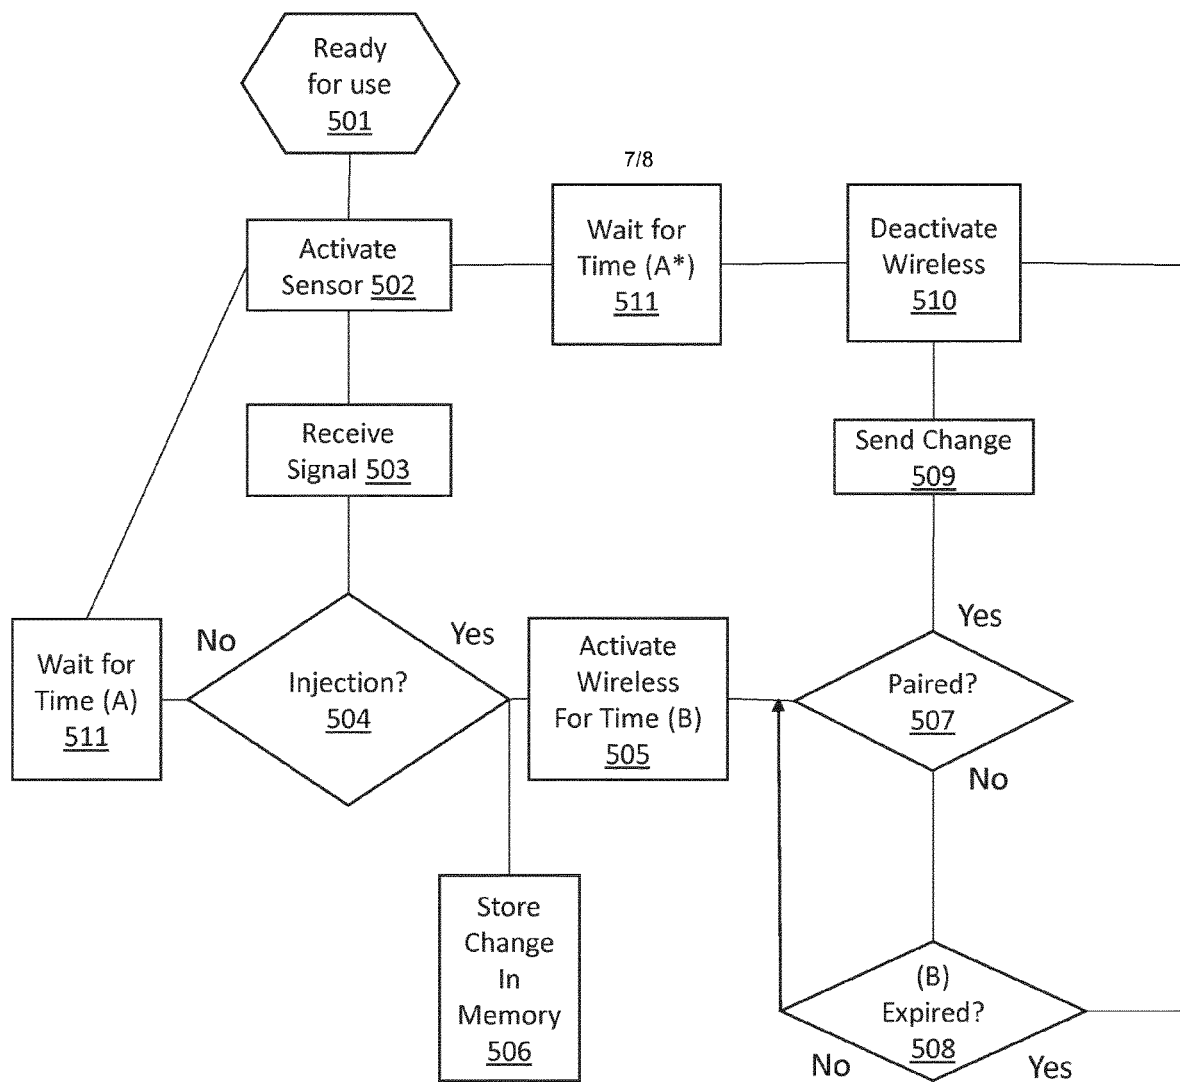 Ready
for use
501
7/8
Activate
Sensor 502
Wait for
Time (A*)
511
Deactivate
Wireless
510
Receive
Signal 503
Send Change
509
No
Yes
Yes
Wait for
Time (A)
511
Injection?
504
Activate
Wireless
For Time (B)
505
Paired?
507
No
Store
Change
In
Memory
506
(B)
Expired?
508
No
Yes